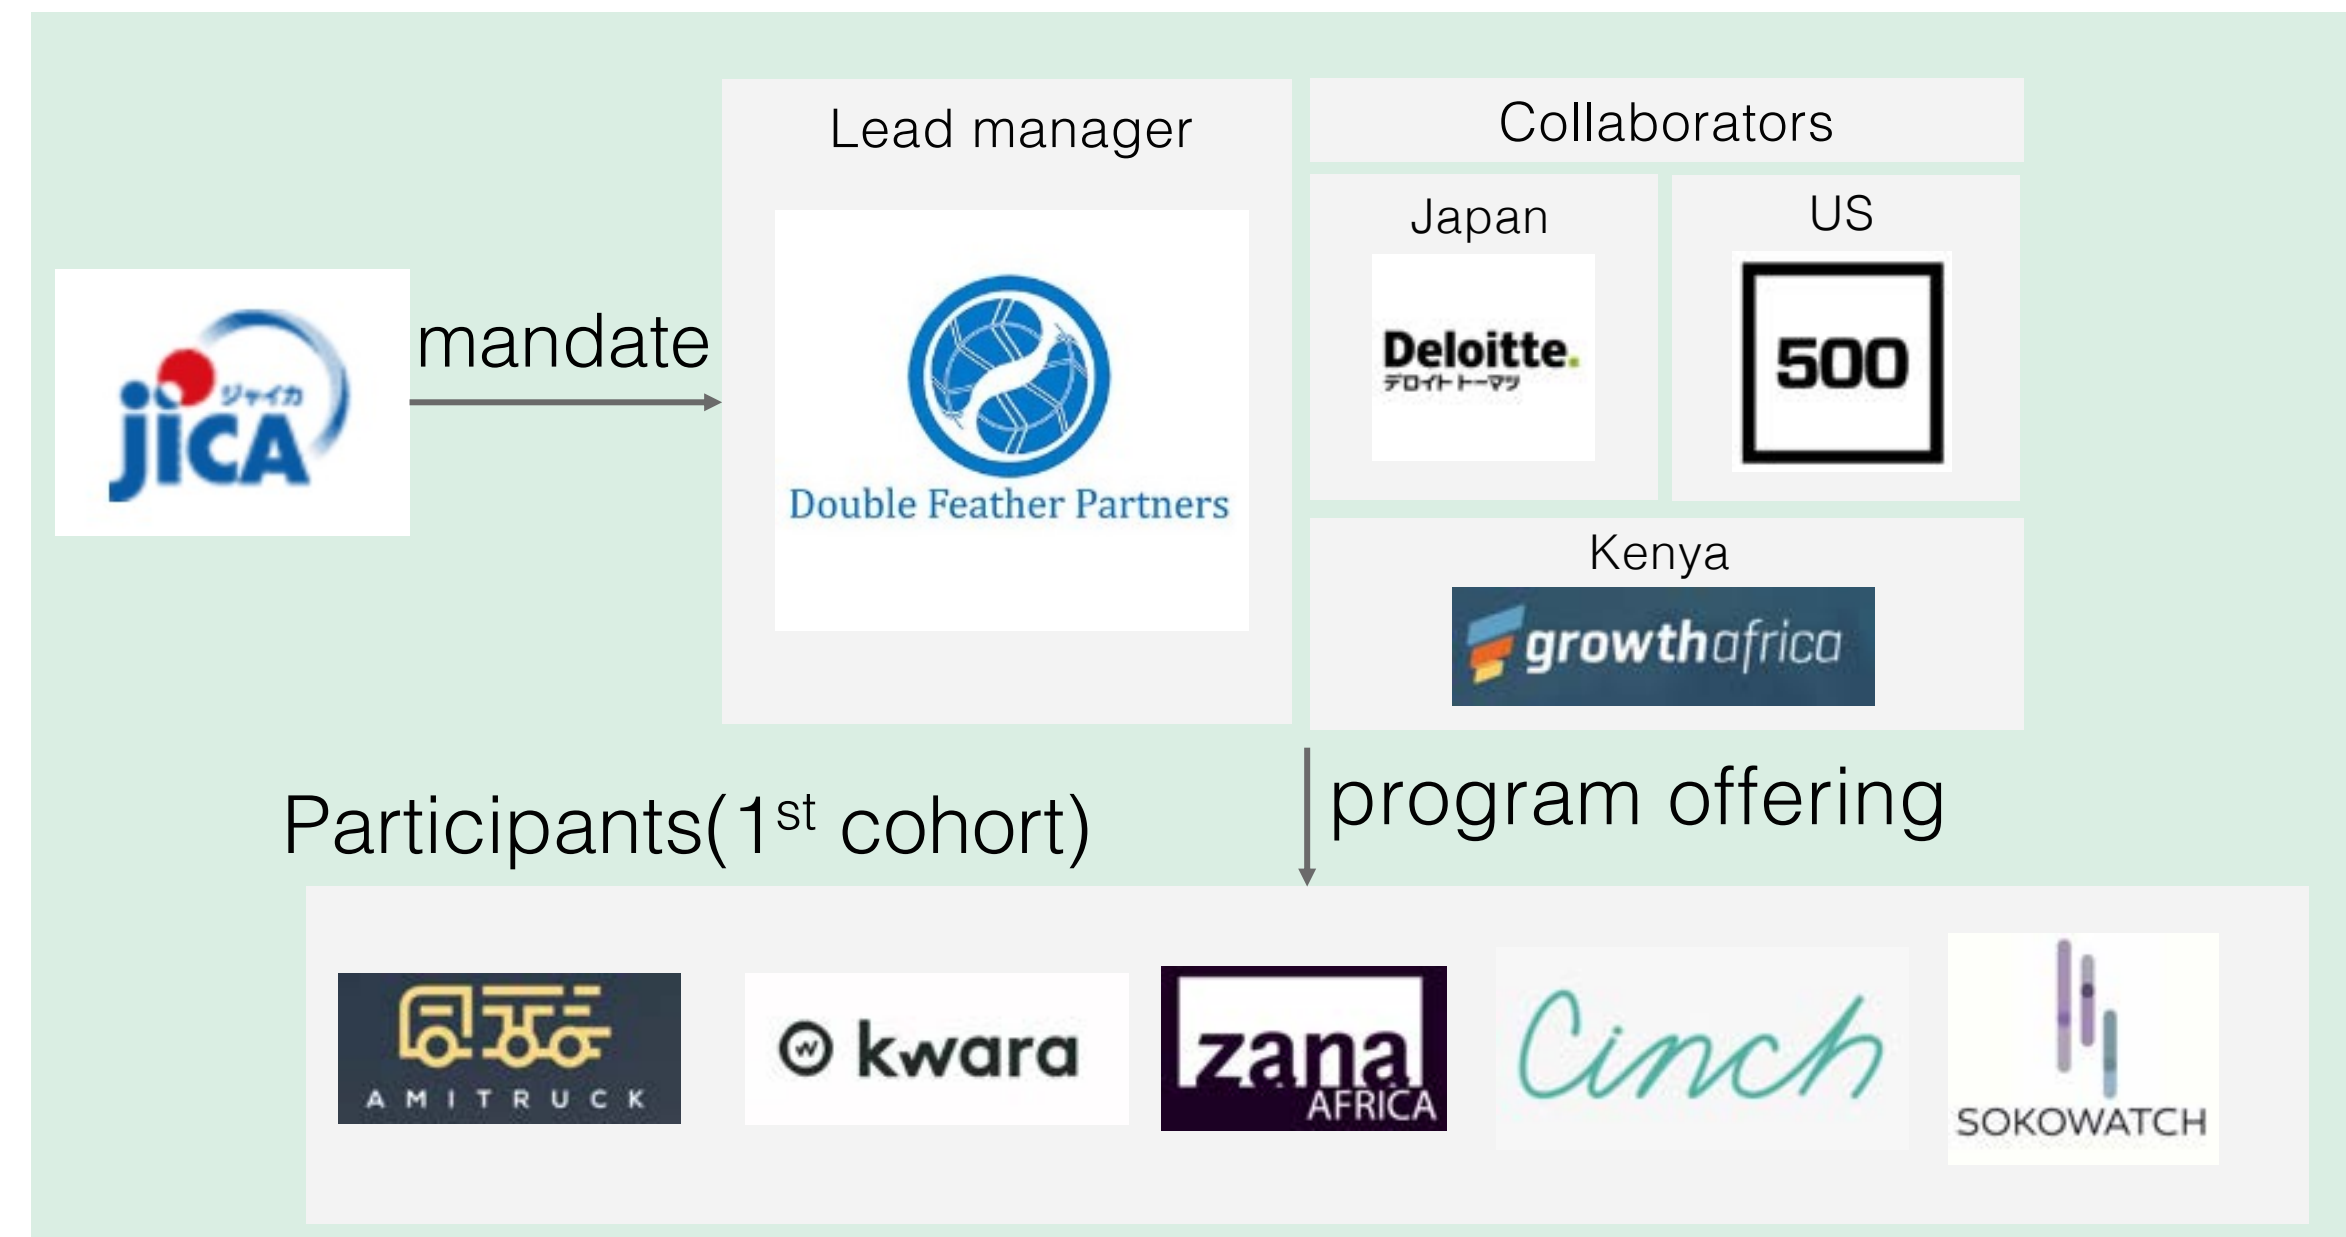 Lead manager
Collaborators
Japan
US
ジャイカ
jICA
mandate
Double Feather Partners
Deloitte.
デロイト トーマツ
500
Kenya
growthafrica
Participants(1st cohort)
program offering
AMITRUCK
kwara
zana
AFRICA
Cinch
SOKOWATCH